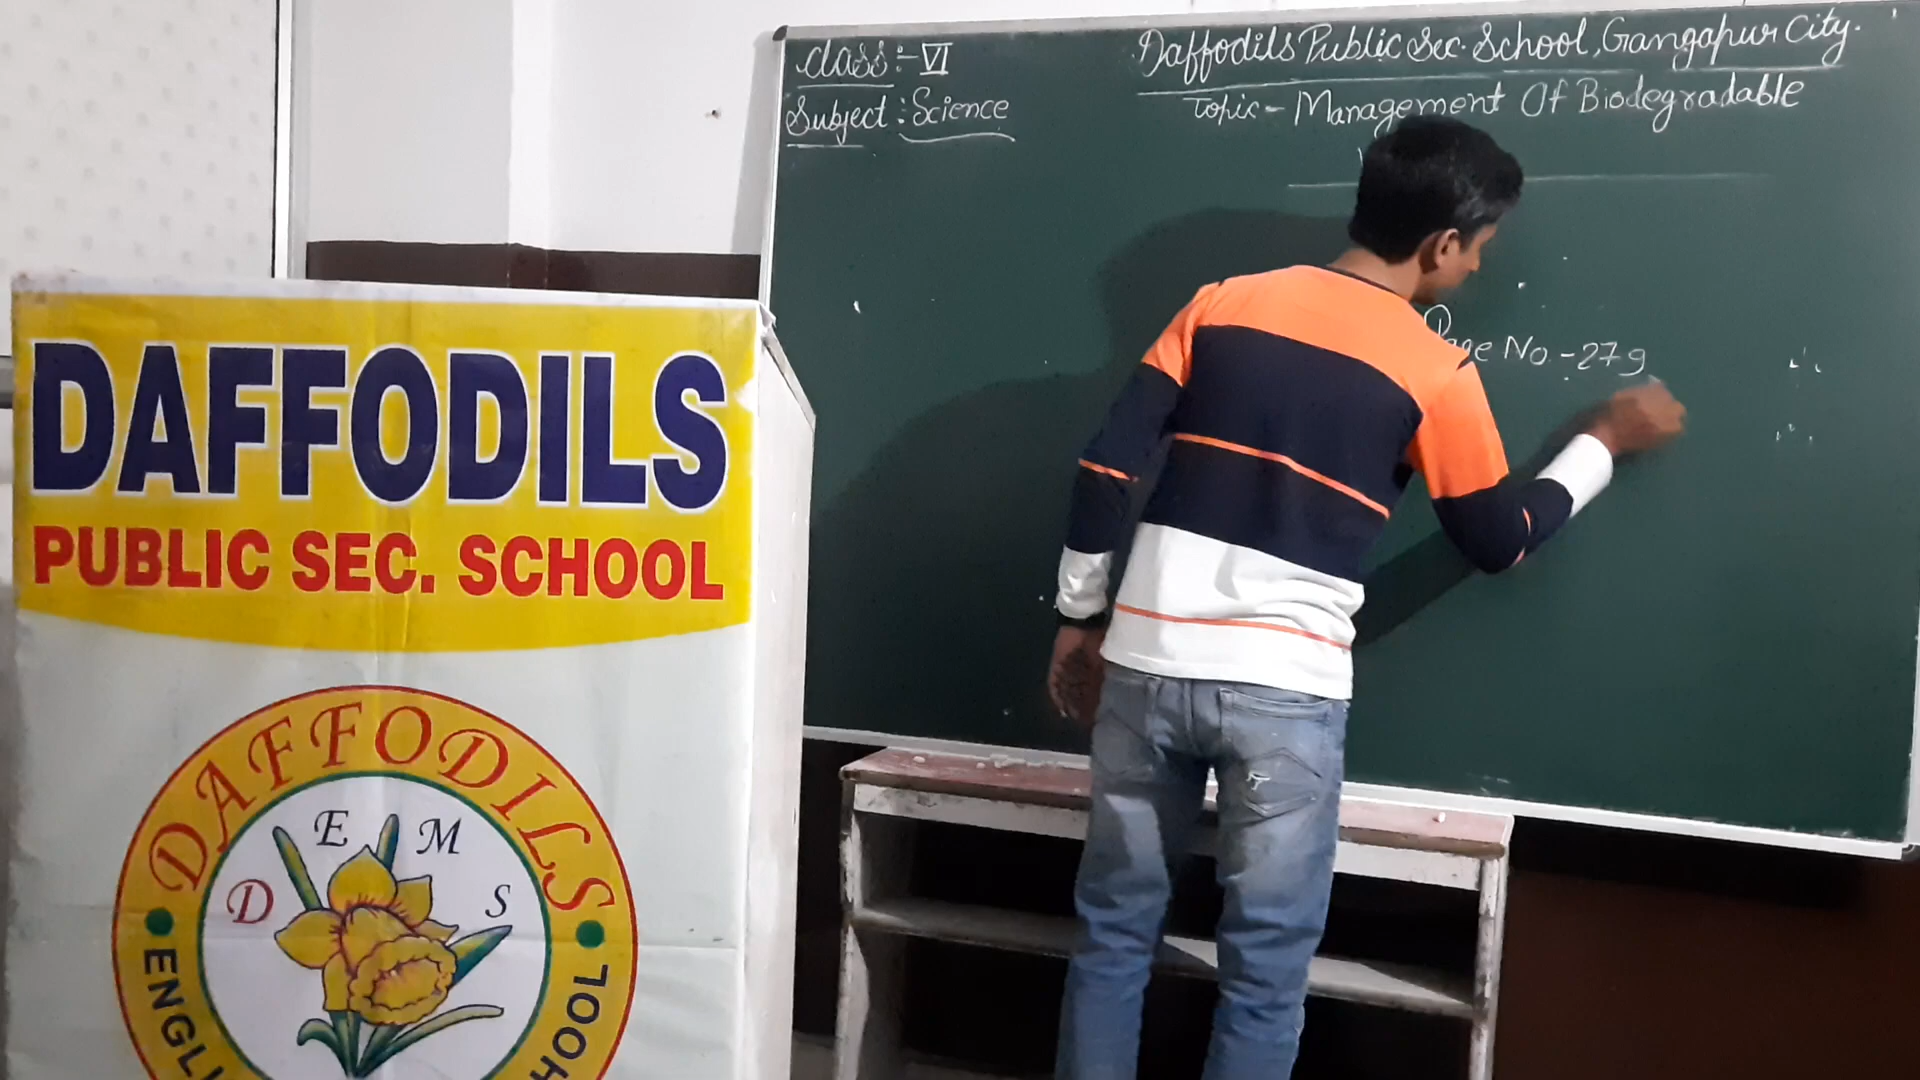 class:- VI
Subject : Science
Daffodils Public Sec. School, Gangapur City.
Topic - Management Of Biodegradable
Page No. - 279
DAFFODILS
PUBLIC SEC. SCHOOL
DAFFODILS
D E M S